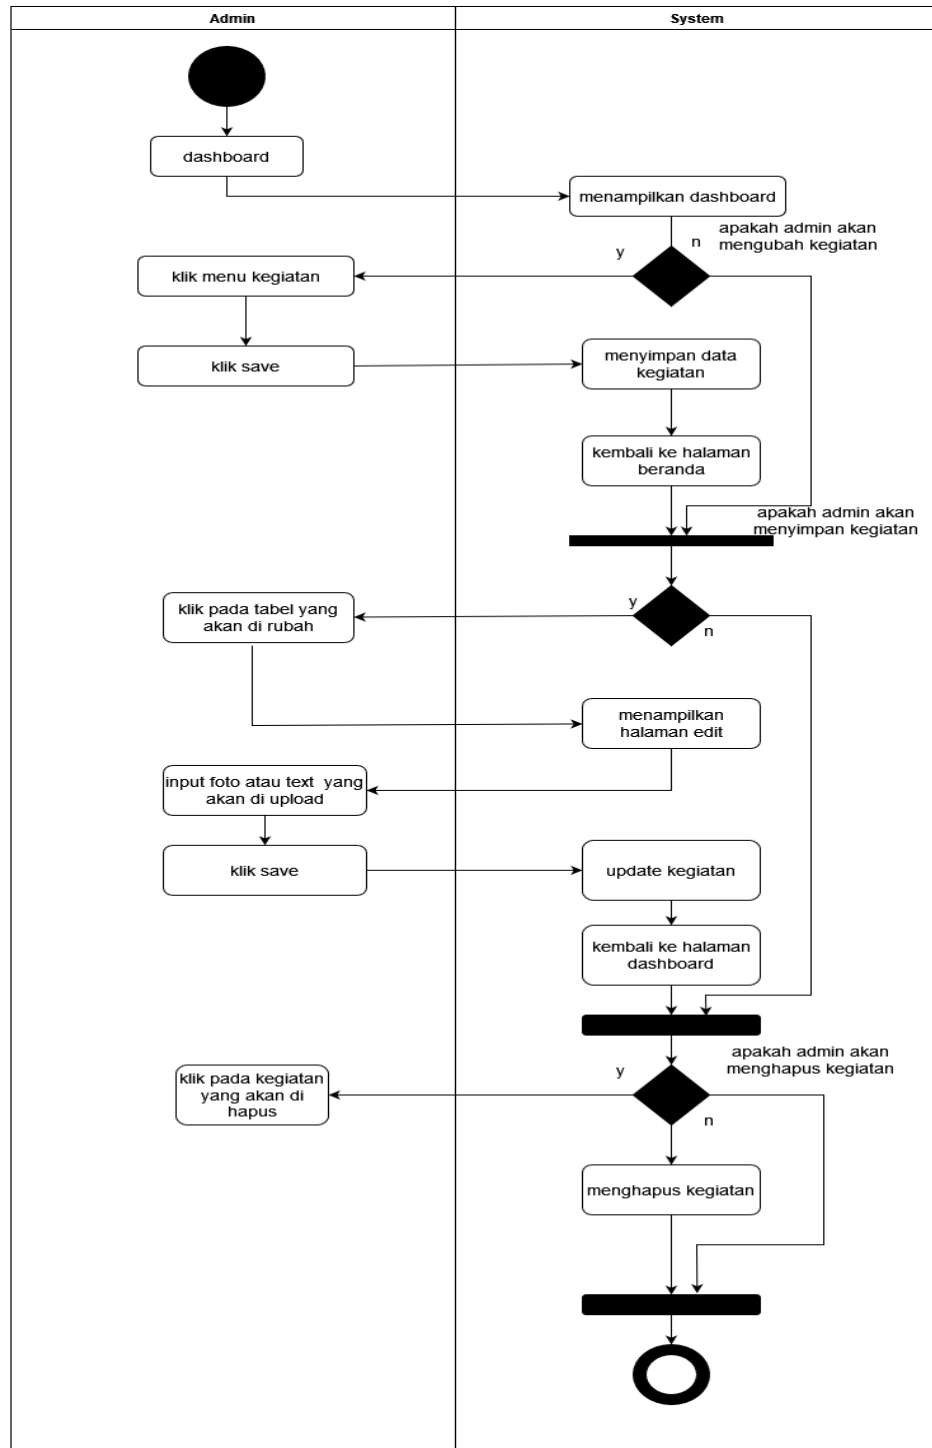 Admin
System
dashboard
menampilkan dashboard
apakah admin akan
mengubah kegiatan
y
n
klik menu kegiatan
klik save
menyimpan data
kegiatan
kembali ke halaman
beranda
apakah admin akan
menyimpan kegiatan
y
n
klik pada tabel yang
akan di rubah
menampilkan
halaman edit
input foto atau text  yang
akan di upload
klik save
update kegiatan
kembali ke halaman
dashboard
apakah admin akan
menghapus kegiatan
y
n
klik pada kegiatan
yang akan di
hapus
menghapus kegiatan